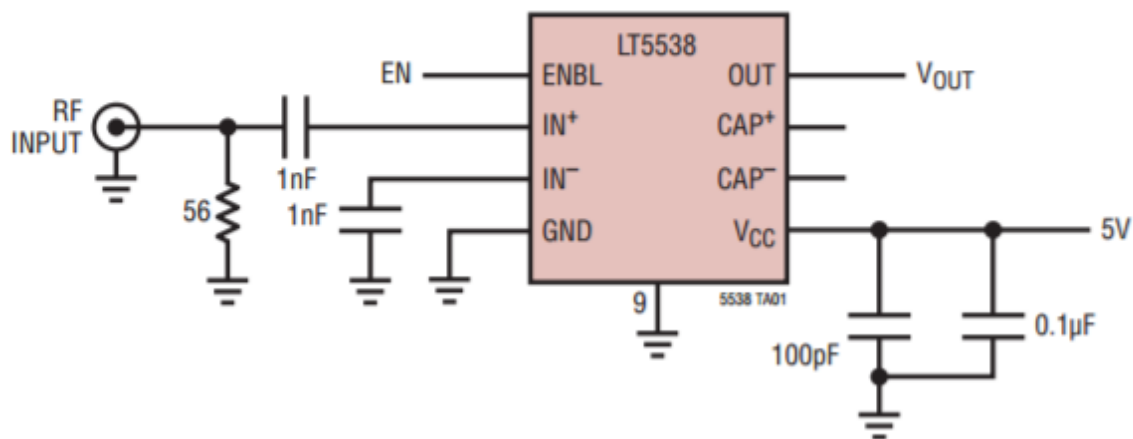 LT5538
EN
ENBL
OUT
VOUT
RF
INPUT
IN+
CAP+
1nF
IN−
CAP−
1nF
56
GND
VCC
5V
9
5538 TA01
100pF
0.1µF